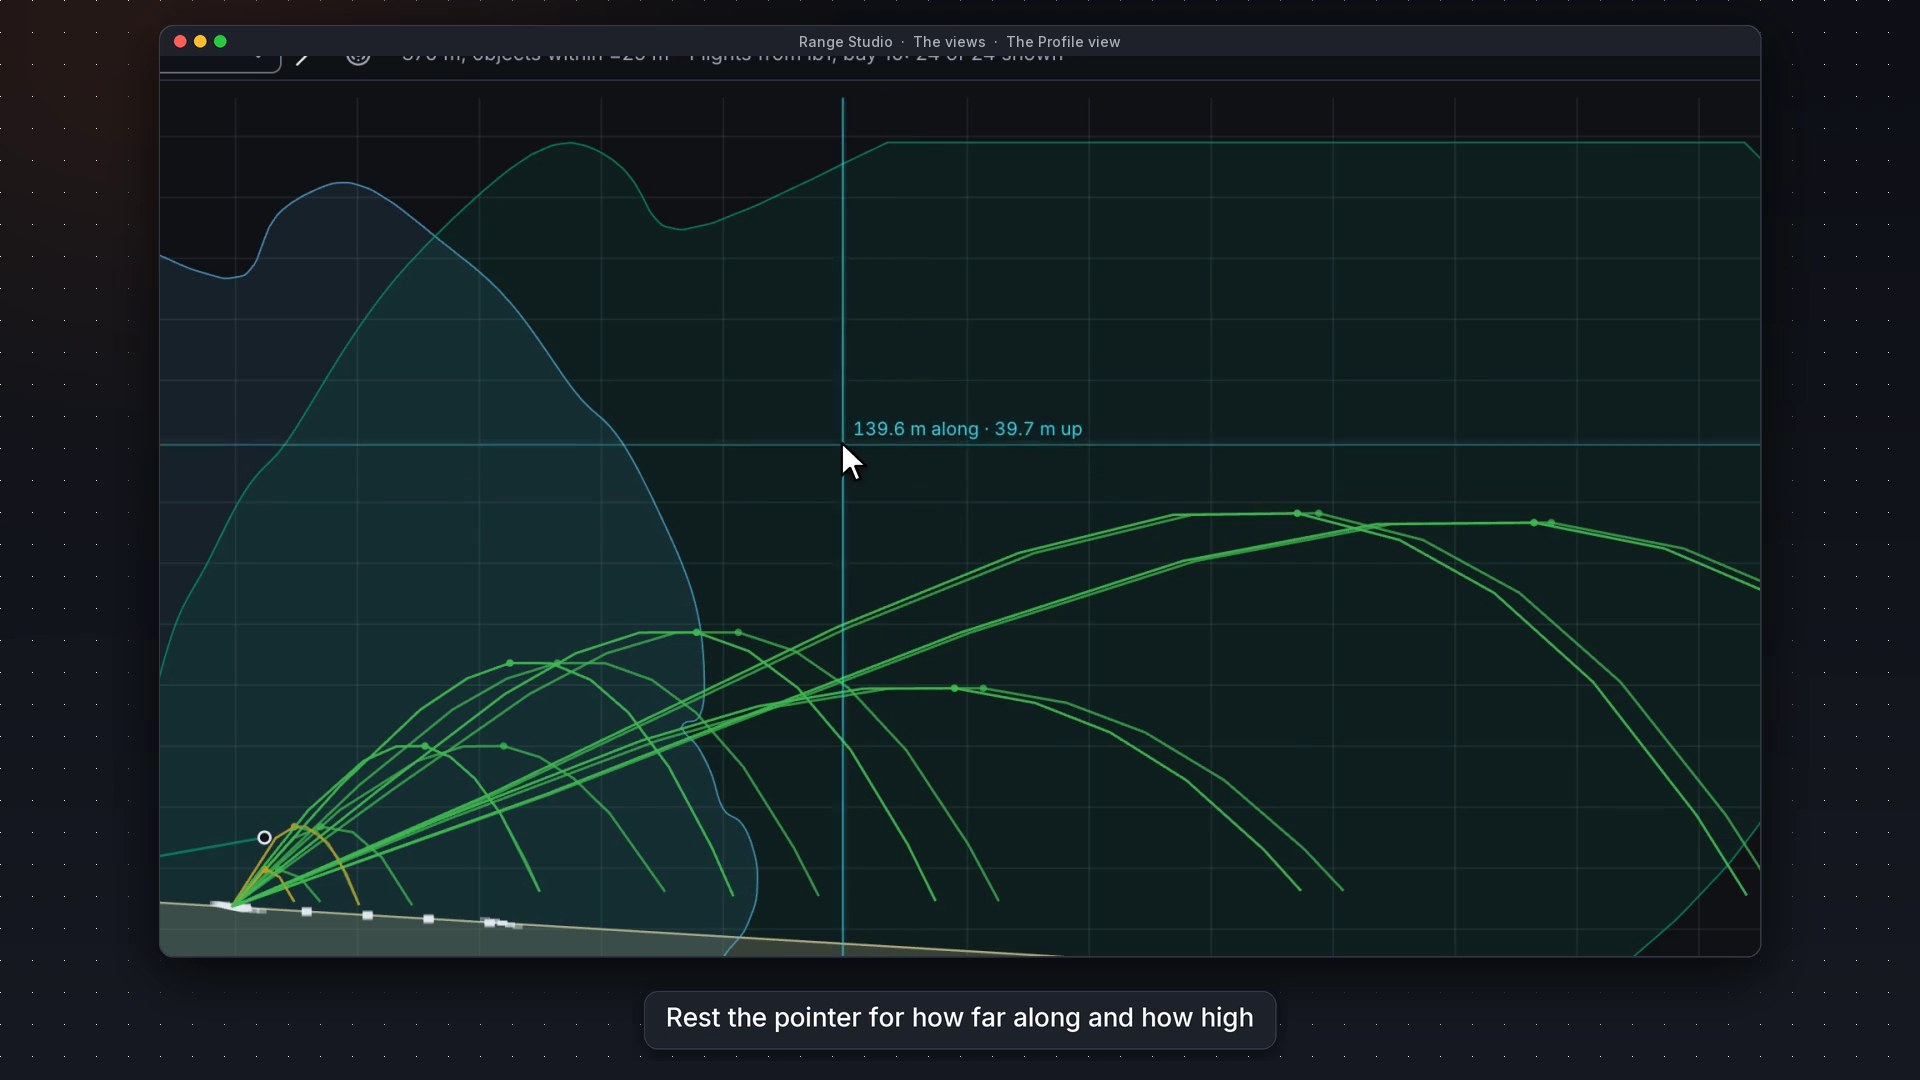 Range Studio · The views · The Profile view
139.6 m along · 39.7 m up
Rest the pointer for how far along and how high